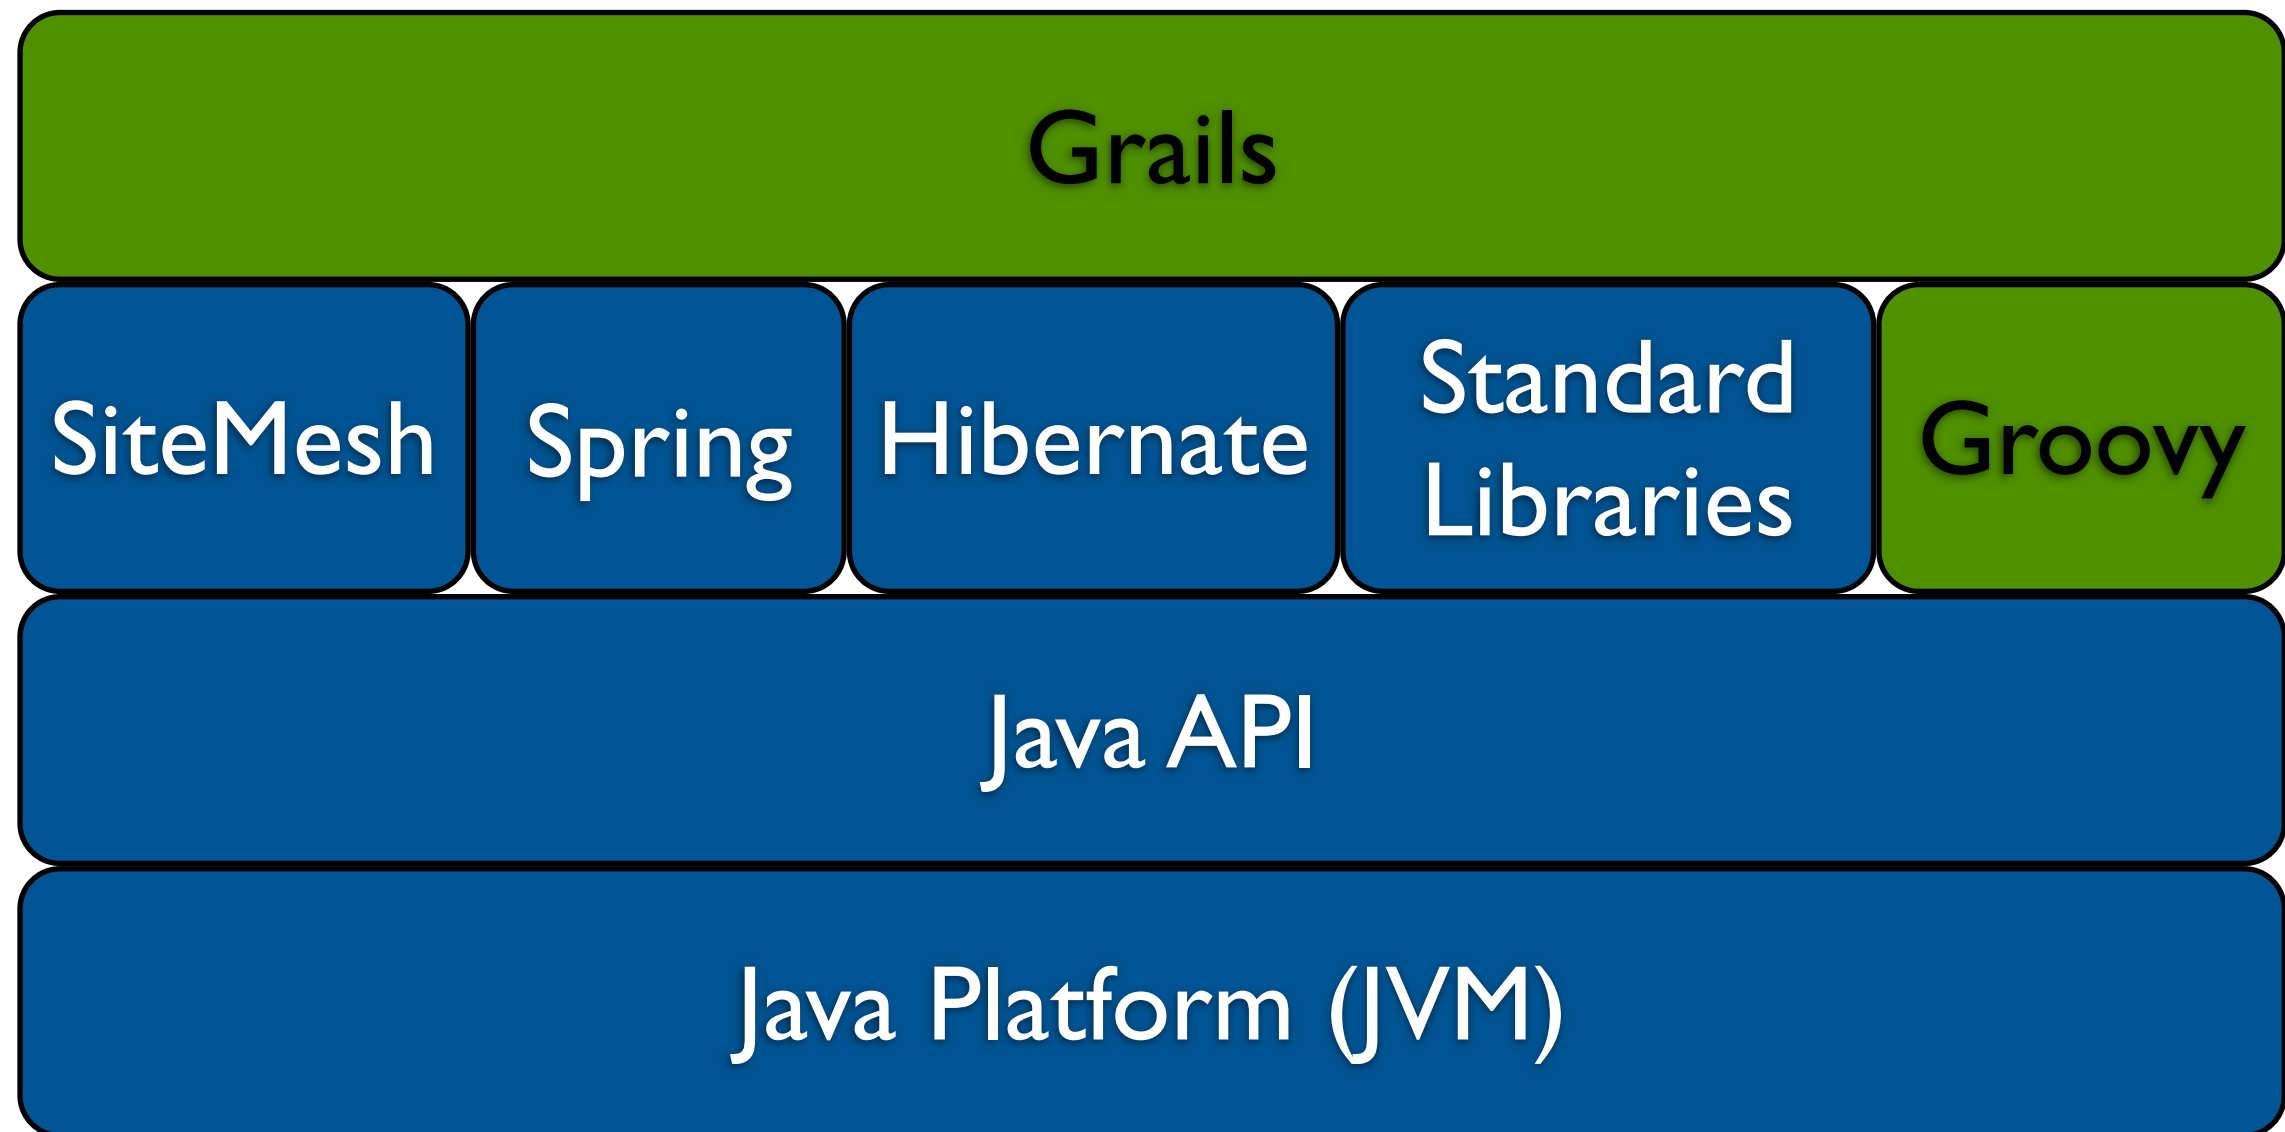 Grails
SiteMesh
Spring
Hibernate
Standard
Libraries
Groovy
Java API
Java Platform (JVM)